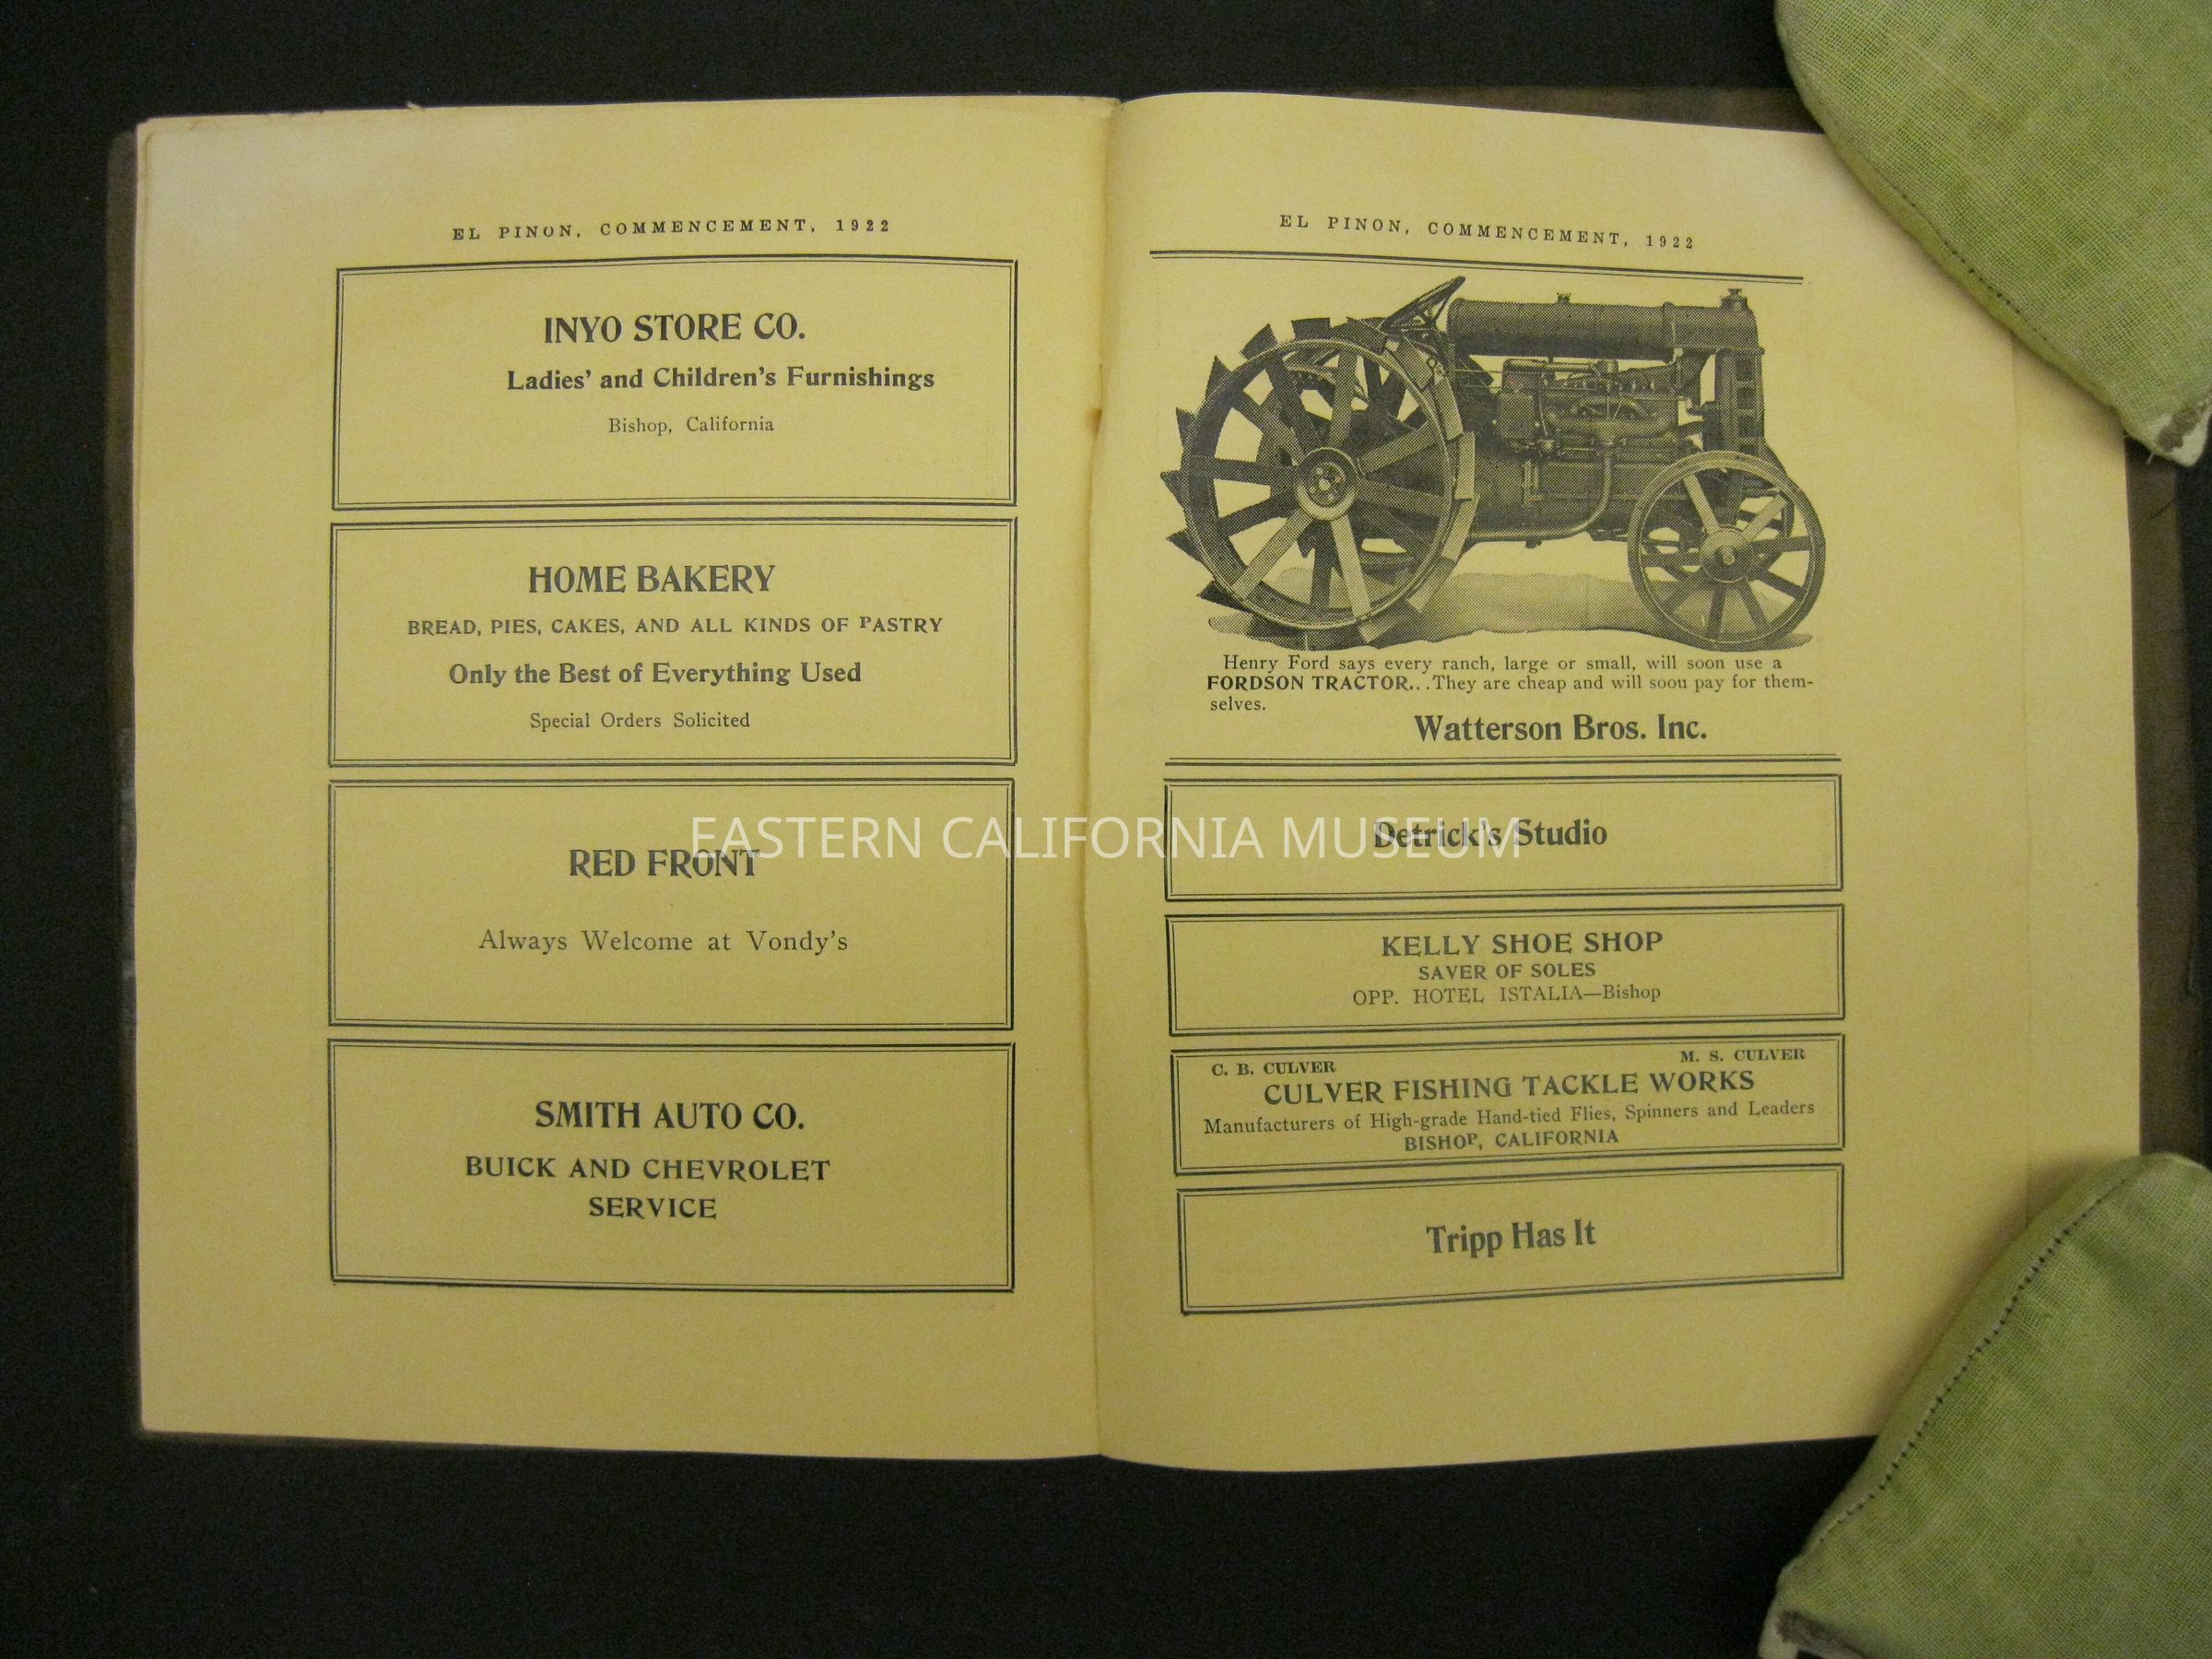 EL PINON, COMMENCEMENT, 1922
INYO STORE CO.
Ladies' and Children's Furnishings
Bishop, California
HOME BAKERY
BREAD, PIES, CAKES, AND ALL KINDS OF PASTRY
Only the Best of Everything Used
Special Orders Solicited
RED FRONT
Always Welcome at Vondy's
SMITH AUTO CO.
BUICK AND CHEVROLET
SERVICE
EL PINON, COMMENCEMENT, 1922
Henry Ford says every ranch, large or small, will soon use a
FORDSON TRACTOR...They are cheap and will soou pay for them-
selves.
Watterson Bros. Inc.
Detrick's Studio
KELLY SHOE SHOP
SAVER OF SOLES
OPP. HOTEL ISTALIA—Bishop
C. B. CULVER M. S. CULVER
CULVER FISHING TACKLE WORKS
Manufacturers of High-grade Hand-tied Flies, Spinners and Leaders
BISHOP, CALIFORNIA
Tripp Has It
EASTERN CALIFORNIA MUSEUM